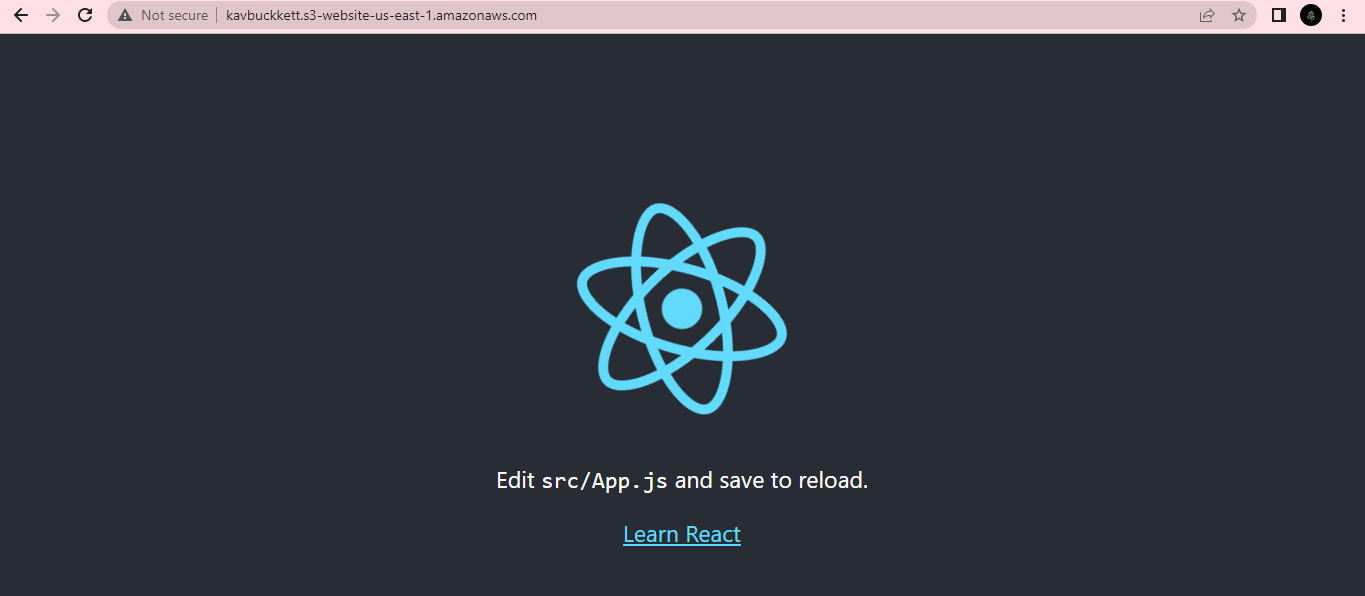 Not secure kavbuckkett.s3-website-us-east-1.amazonaws.com
Edit src/App.js and save to reload.
Learn React